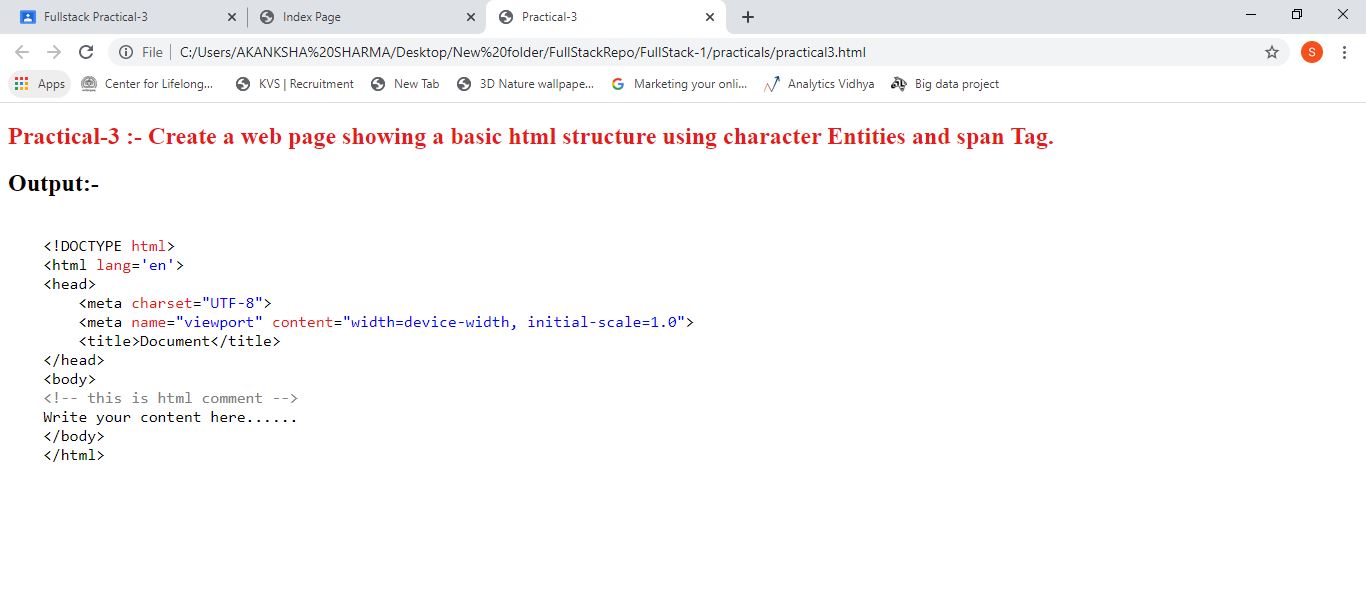 Fullstack Practical-3
Index Page
Practical-3
File
C:/Users/AKANKSHA%20SHARMA/Desktop/New%20folder/FullStackRepo/FullStack-1/practicals/practical3.html
S
Apps
Center for Lifelong...
KVS | Recruitment
New Tab
3D Nature wallpape...
Marketing your onli...
Analytics Vidhya
Big data project
Practical-3 :- Create a web page showing a basic html structure using character Entities and span Tag.
Output:-
<!DOCTYPE html>
<html lang='en'>
<head>
    <meta charset="UTF-8">
    <meta name="viewport" content="width=device-width, initial-scale=1.0">
    <title>Document</title>
</head>
<body>
<!-- this is html comment -->
Write your content here......
</body>
</html>